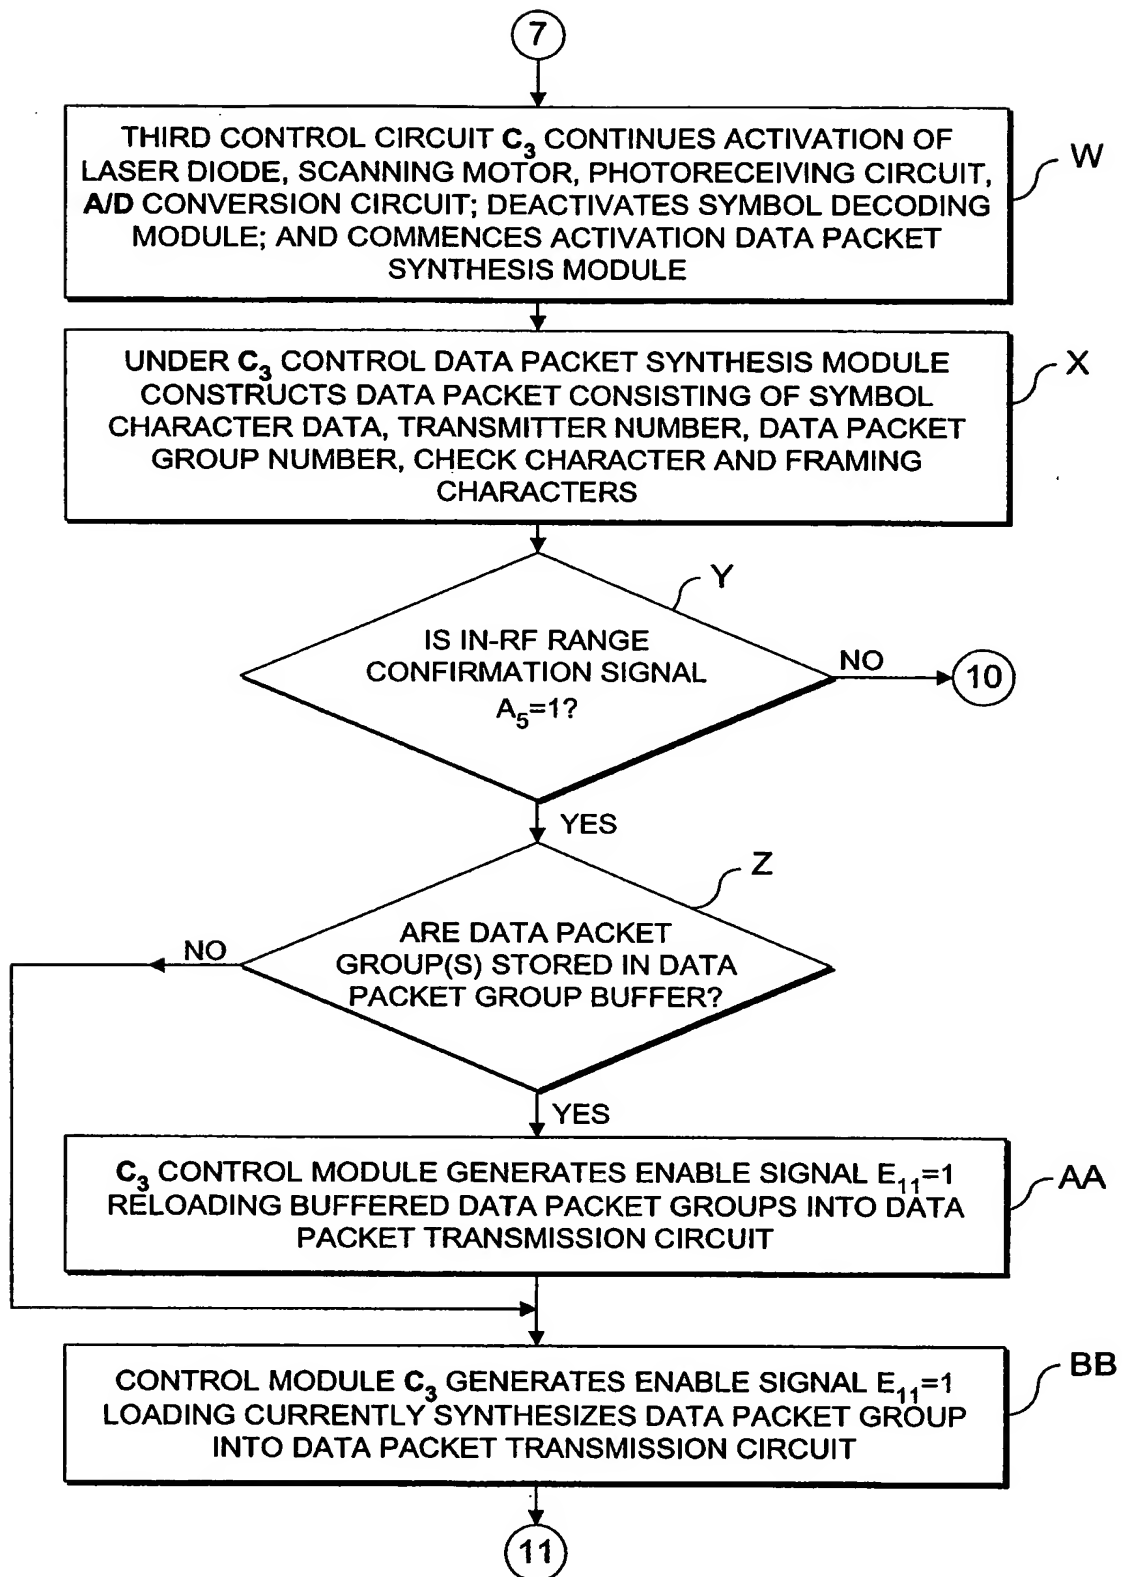 7
THIRD CONTROL CIRCUIT C3 CONTINUES ACTIVATION OF
LASER DIODE, SCANNING MOTOR, PHOTORECEIVING CIRCUIT,
A/D CONVERSION CIRCUIT; DEACTIVATES SYMBOL DECODING
MODULE; AND COMMENCES ACTIVATION DATA PACKET
SYNTHESIS MODULE
W
UNDER C3 CONTROL DATA PACKET SYNTHESIS MODULE
CONSTRUCTS DATA PACKET CONSISTING OF SYMBOL
CHARACTER DATA, TRANSMITTER NUMBER, DATA PACKET
GROUP NUMBER, CHECK CHARACTER AND FRAMING
CHARACTERS
X
IS IN-RF RANGE
CONFIRMATION SIGNAL
A5=1?
Y
NO
10
YES
ARE DATA PACKET
GROUP(S) STORED IN DATA
PACKET GROUP BUFFER?
Z
NO
YES
C3 CONTROL MODULE GENERATES ENABLE SIGNAL E11=1
RELOADING BUFFERED DATA PACKET GROUPS INTO DATA
PACKET TRANSMISSION CIRCUIT
AA
CONTROL MODULE C3 GENERATES ENABLE SIGNAL E11=1
LOADING CURRENTLY SYNTHESIZES DATA PACKET GROUP
INTO DATA PACKET TRANSMISSION CIRCUIT
BB
11